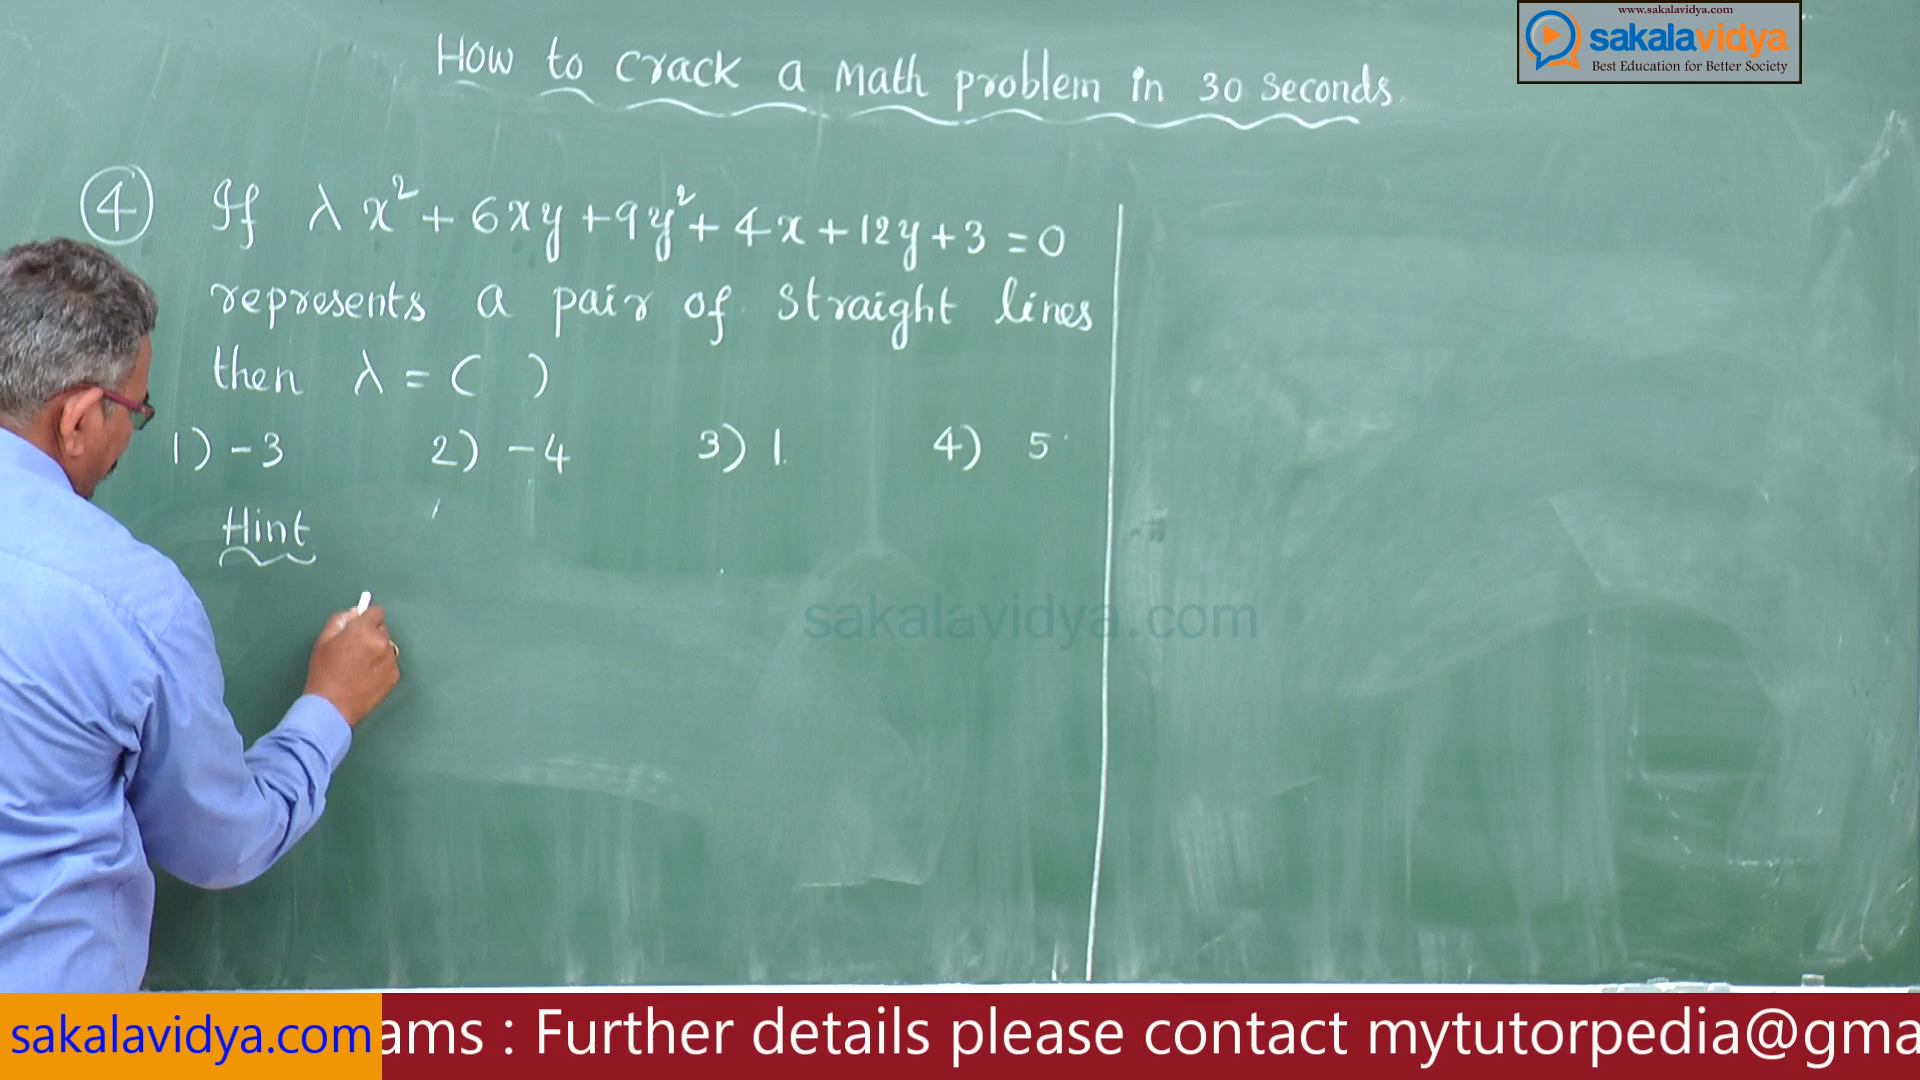 www.sakalavidya.com
sakalavidya
Best Education for Better Society
How to crack a Math problem in 30 seconds.
④ If λx² + 6xy + 9y² + 4x + 12y + 3 = 0
represents a pair of straight lines
then λ = ( )
1) -3 2) -4 3) 1. 4) 5
Hint
sakalavidya.com
sakalavidya.com ams : Further details please contact mytutorpedia@gma